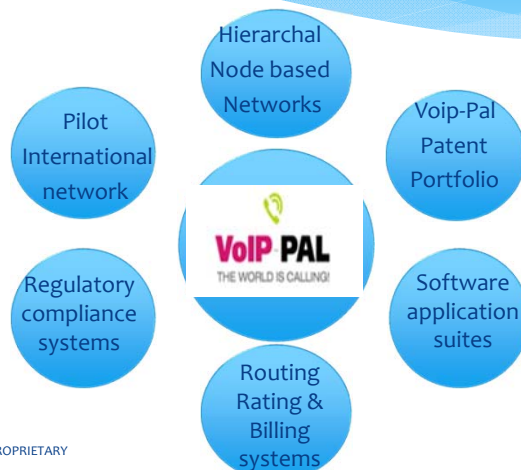 Hierarchal
Node based
Networks
Pilot
International
network
Voip-Pal
Patent
Portfolio
VoIP-PAL
THE WORLD IS CALLING!
Regulatory
compliance
systems
Software
application
suites
Routing
Rating &
Billing
systems
ROPRIETARY